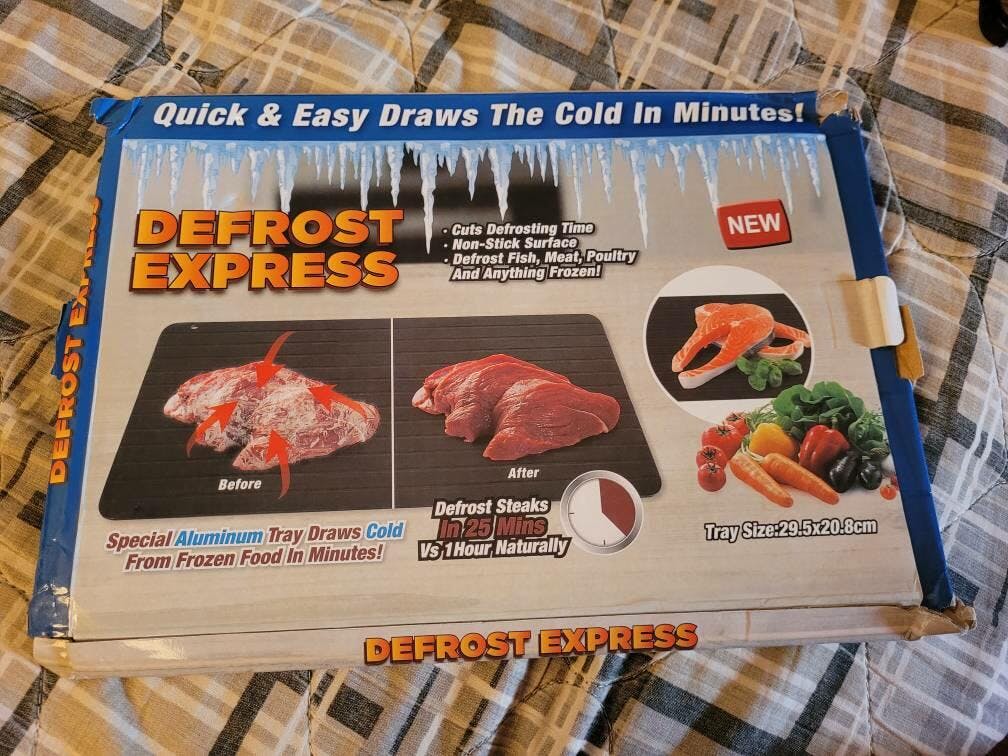 Quick & Easy Draws The Cold In Minutes!
DEFROST
EXPRESS
· Cuts Defrosting Time
· Non-Stick Surface
· Defrost Fish, Meat, Poultry
And Anything Frozen!
NEW
DEFROST EXPRESS
Before
After
Special Aluminum Tray Draws Cold
From Frozen Food In Minutes!
Defrost Steaks
In 25 Mins
Vs 1Hour Naturally
Tray Size:29.5x20.8cm
DEFROST EXPRESS